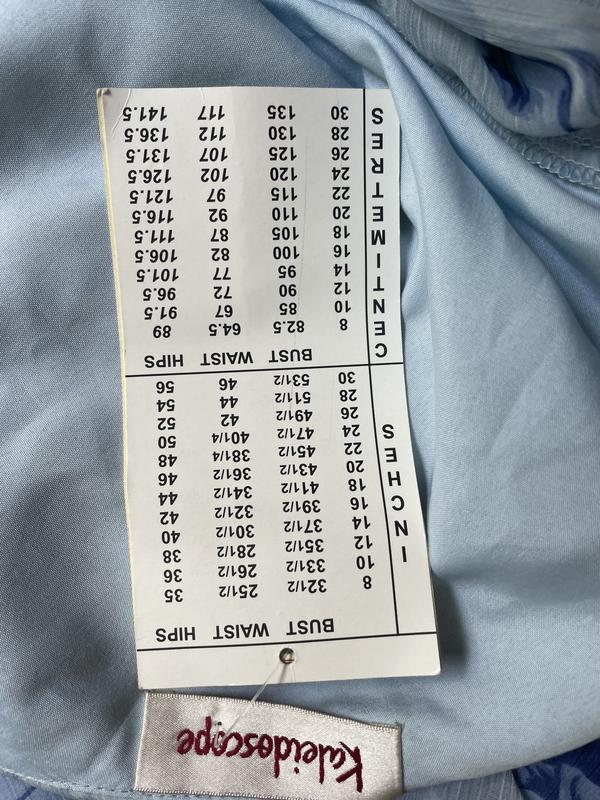 Kaleidoscope
BUST WAIST HIPS
INCHES
8 321/2 251/2 35
10 331/2 261/2 36
12 351/2 281/2 38
14 371/2 301/2 40
16 391/2 321/2 42
18 411/2 341/2 44
20 431/2 361/2 46
22 451/2 381/4 48
24 471/2 401/4 50
26 491/2 42 52
28 511/2 44 54
30 531/2 46 56
BUST WAIST HIPS
CENTIMETERS
8 82.5 64.5 89
10 85 67 91.5
12 90 72 96.5
14 95 77 101.5
16 100 82 106.5
18 105 87 111.5
20 110 92 116.5
22 115 97 121.5
24 120 102 126.5
26 125 107 131.5
28 130 112 136.5
30 135 117 141.5